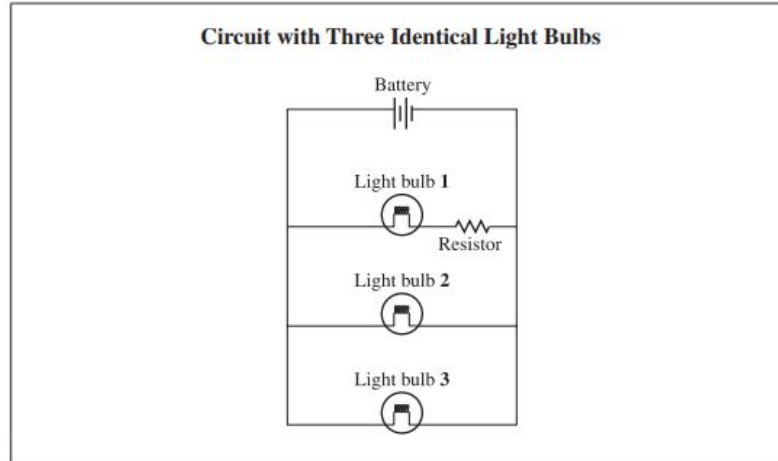 Circuit with Three Identical Light Bulbs
Battery
Light bulb 1
Resistor
Light bulb 2
Light bulb 3